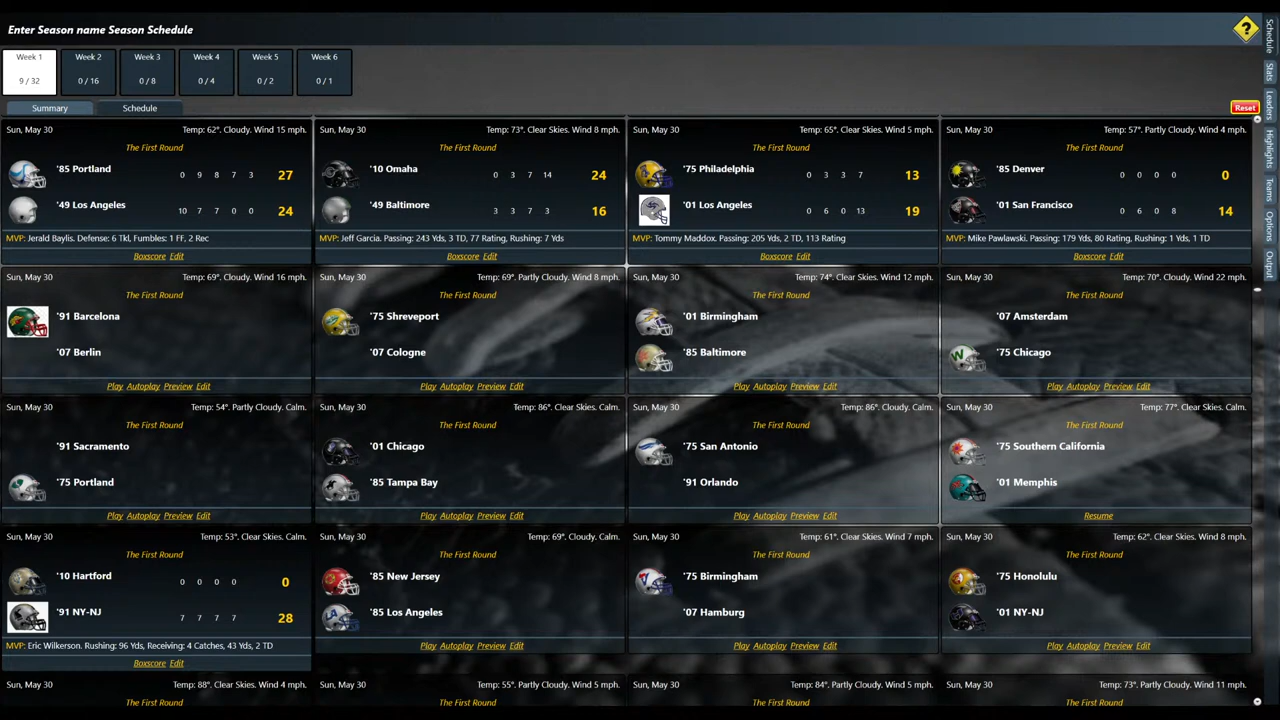 Enter Season name Season Schedule
?
Week 1
9 / 32
Week 2
0 / 16
Week 3
0 / 8
Week 4
0 / 4
Week 5
0 / 2
Week 6
0 / 1
Summary
Schedule
Reset
Schedule
Stats
Leaders
Highlights
Teams
Options
Output
Sun, May 30 Temp: 62°. Cloudy. Wind 15 mph.
The First Round
'85 Portland 0 9 8 7 3 27
'49 Los Angeles 10 7 7 0 0 24
MVP: Jerald Baylis. Defense: 6 Tkl, Fumbles: 1 FF, 2 Rec
Boxscore Edit
Sun, May 30 Temp: 73°. Clear Skies. Wind 8 mph.
The First Round
'10 Omaha 0 3 7 14 24
'49 Baltimore 3 3 7 3 16
MVP: Jeff Garcia. Passing: 243 Yds, 3 TD, 77 Rating, Rushing: 7 Yds
Boxscore Edit
Sun, May 30 Temp: 65°. Clear Skies. Wind 5 mph.
The First Round
'75 Philadelphia 0 3 3 7 13
'01 Los Angeles 0 6 0 13 19
MVP: Tommy Maddox. Passing: 205 Yds, 2 TD, 113 Rating
Boxscore Edit
Sun, May 30 Temp: 57°. Partly Cloudy. Wind 4 mph.
The First Round
'85 Denver 0 0 0 0 0
'01 San Francisco 0 6 0 8 14
MVP: Mike Pawlawski. Passing: 179 Yds, 80 Rating, Rushing: 1 Yds, 1 TD
Boxscore Edit
Sun, May 30 Temp: 69°. Cloudy. Wind 16 mph.
The First Round
'91 Barcelona
'07 Berlin
Play Autoplay Preview Edit
Sun, May 30 Temp: 69°. Partly Cloudy. Wind 8 mph.
The First Round
'75 Shreveport
'07 Cologne
Play Autoplay Preview Edit
Sun, May 30 Temp: 74°. Clear Skies. Wind 12 mph.
The First Round
'01 Birmingham
'85 Baltimore
Play Autoplay Preview Edit
Sun, May 30 Temp: 70°. Cloudy. Wind 22 mph.
The First Round
'07 Amsterdam
'75 Chicago
Play Autoplay Preview Edit
Sun, May 30 Temp: 54°. Partly Cloudy. Calm.
The First Round
'91 Sacramento
'75 Portland
Play Autoplay Preview Edit
Sun, May 30 Temp: 86°. Clear Skies. Calm.
The First Round
'01 Chicago
'85 Tampa Bay
Play Autoplay Preview Edit
Sun, May 30 Temp: 86°. Cloudy. Calm.
The First Round
'75 San Antonio
'91 Orlando
Play Autoplay Preview Edit
Sun, May 30 Temp: 77°. Clear Skies. Calm.
The First Round
'75 Southern California
'01 Memphis
Resume
Sun, May 30 Temp: 53°. Clear Skies. Calm.
The First Round
'10 Hartford 0 0 0 0 0
'91 NY-NJ 7 7 7 7 28
MVP: Eric Wilkerson. Rushing: 96 Yds, Receiving: 4 Catches, 43 Yds, 2 TD
Boxscore Edit
Sun, May 30 Temp: 69°. Cloudy. Calm.
The First Round
'85 New Jersey
'85 Los Angeles
Play Autoplay Preview Edit
Sun, May 30 Temp: 61°. Clear Skies. Wind 7 mph.
The First Round
'75 Birmingham
'07 Hamburg
Play Autoplay Preview Edit
Sun, May 30 Temp: 62°. Clear Skies. Wind 8 mph.
The First Round
'75 Honolulu
'01 NY-NJ
Play Autoplay Preview Edit
Sun, May 30 Temp: 88°. Clear Skies. Wind 4 mph.
The First Round
Sun, May 30 Temp: 55°. Cloudy. Wind 5 mph.
The First Round
Sun, May 30 Temp: 84°. Partly Cloudy. Wind 5 mph.
The First Round
Sun, May 30 Temp: 73°. Partly Cloudy. Wind 11 mph.
The First Round